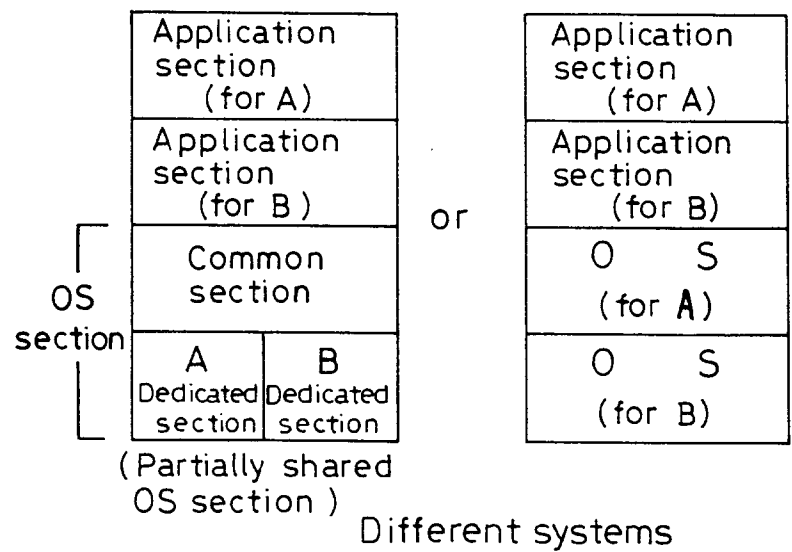 Application
section
(for A)
Application
section
(for B)
OS
section
Common
section
A
Dedicated
section
B
Dedicated
section
(Partially shared
OS section)
or
Application
section
(for A)
Application
section
(for B)
O S
(for A)
O S
(for B)
Different systems